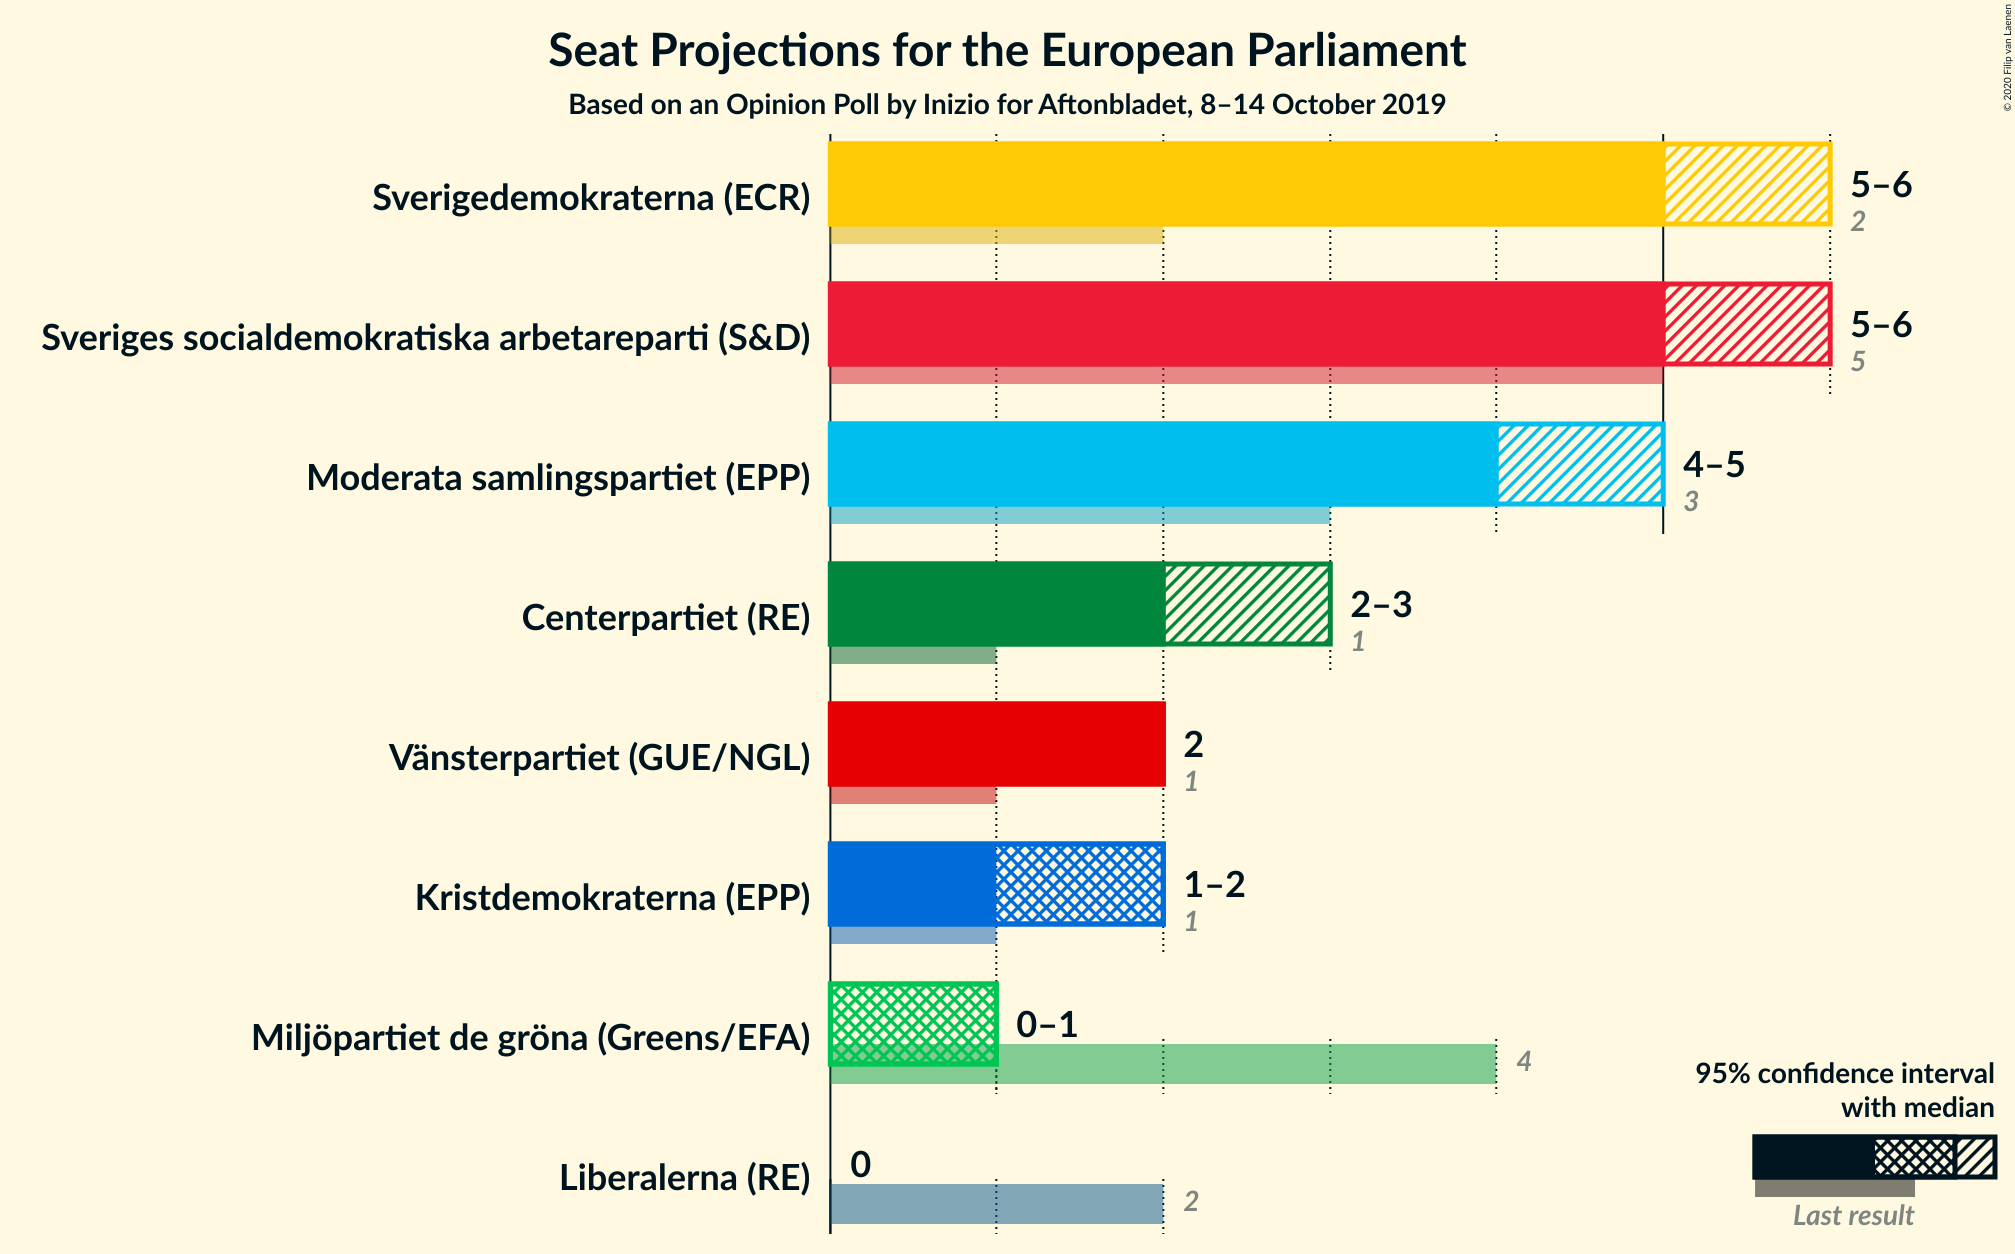 Seat Projections for the European Parliament
Based on an Opinion Poll by Inizio for Aftonbladet, 8–14 October 2019
© 2020 Filip van Laenen
Sverigedemokraterna (ECR)
5–6
2
Sveriges socialdemokratiska arbetareparti (S&D)
5–6
5
Moderata samlingspartiet (EPP)
4–5
3
Centerpartiet (RE)
2–3
1
Vänsterpartiet (GUE/NGL)
2
1
Kristdemokraterna (EPP)
1–2
1
Miljöpartiet de gröna (Greens/EFA)
0–1
4
Liberalerna (RE)
0
2
95% confidence interval
with median
Last result